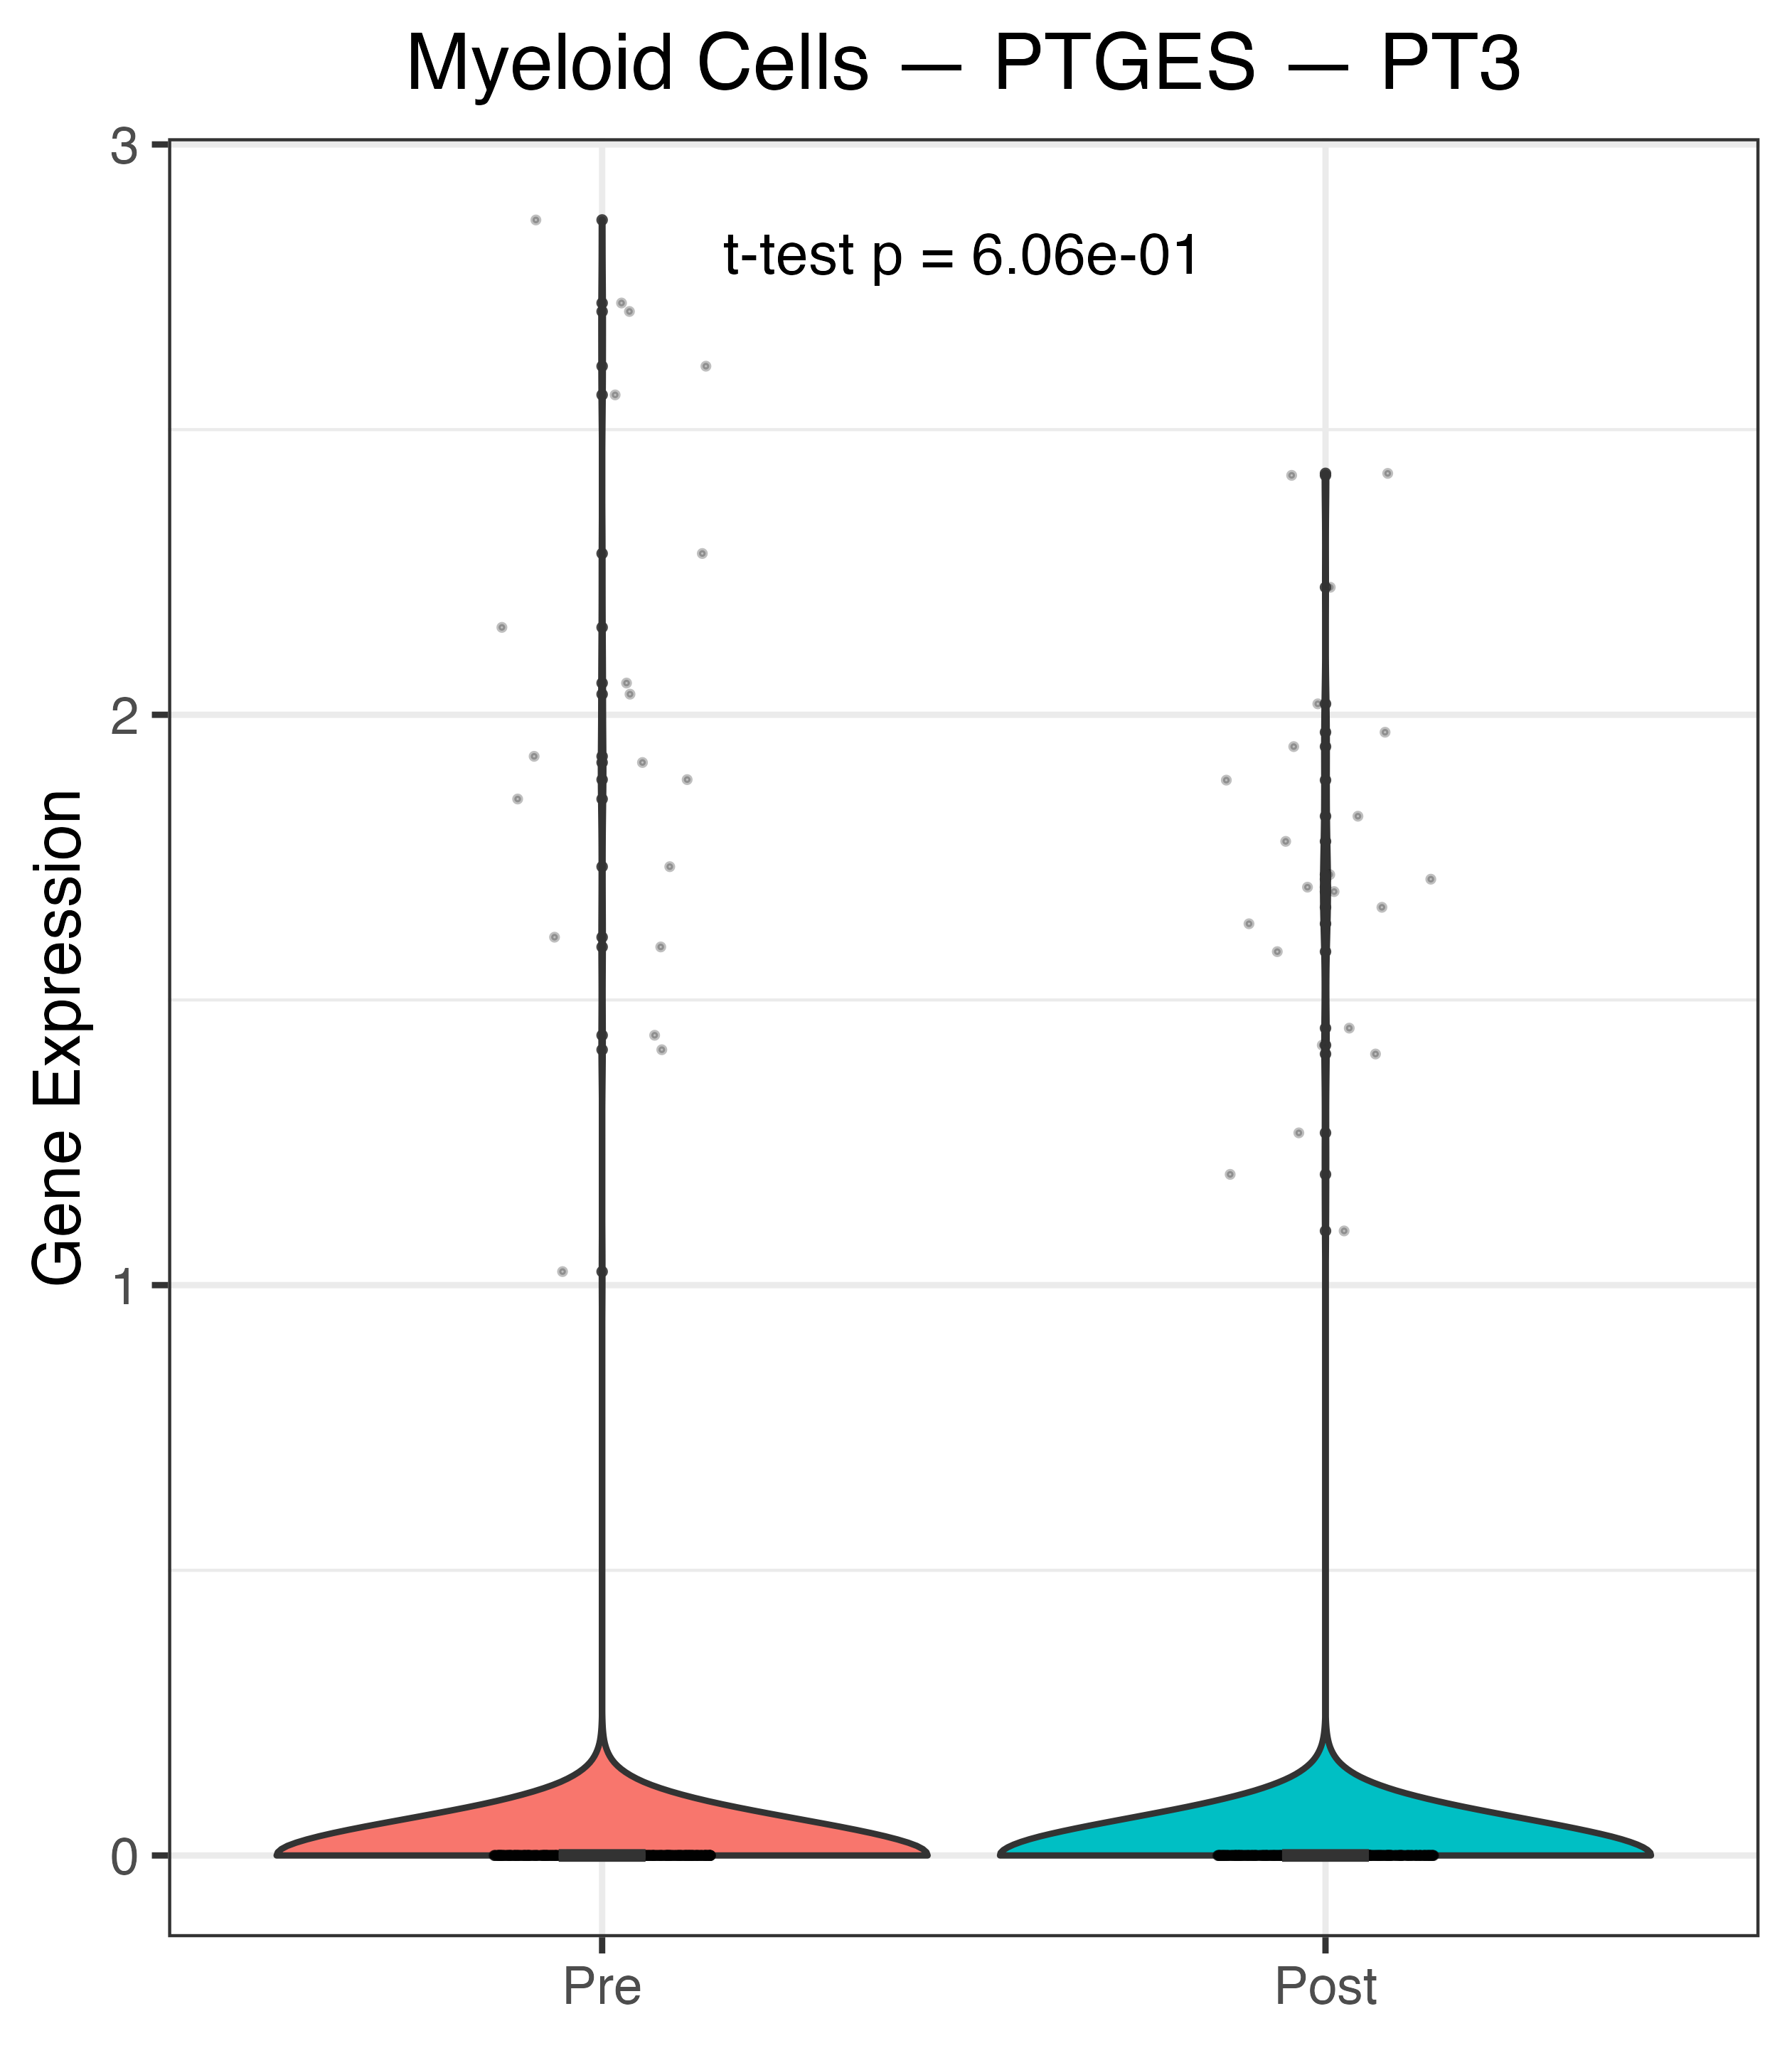 Myeloid Cells — PTGES — PT3
t-test p = 6.06e-01
Gene Expression
3
2
1
0
Pre
Post